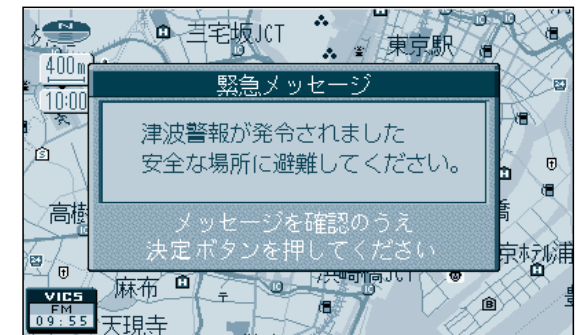 三宅坂JCT
東京駅
400m
10:00
緊急メッセージ
津波警報が発令されました
安全な場所に避難してください。
メッセージを確認のうえ
決定ボタンを押してください
高樹
麻布
天現寺
VICS
FM
09:55